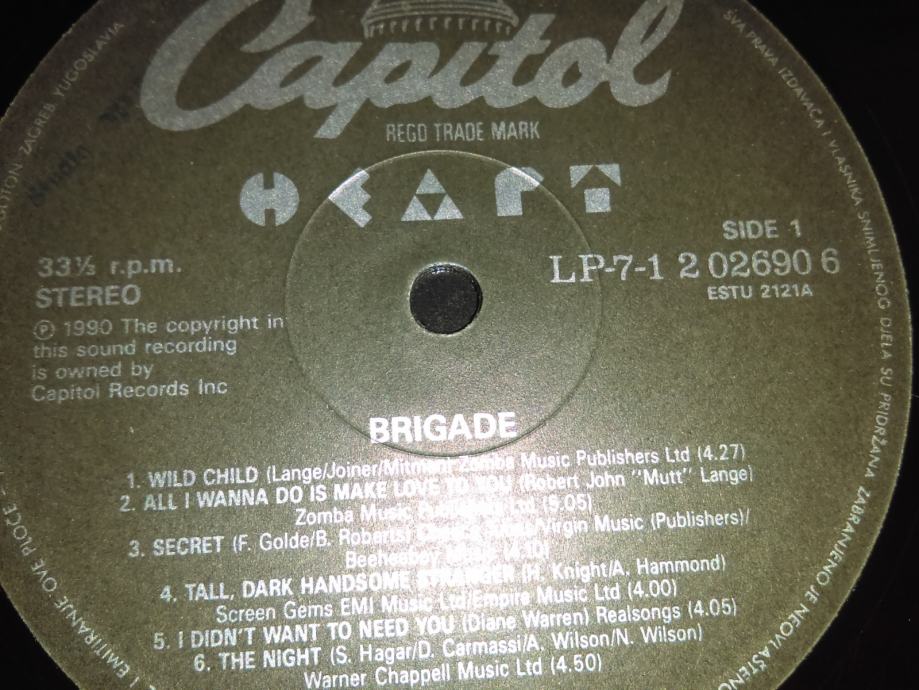 Capitol
REGD TRADE MARK
HEART
SIDE 1
33⅓ r.p.m.
LP-7-1 2 02690 6
STEREO
ESTU 2121A
℗ 1990 The copyright in
this sound recording
is owned by
Capitol Records Inc
BRIGADE
1. WILD CHILD (Lange/Joiner/Mitman) Zomba Music Publishers Ltd (4.27)
2. ALL I WANNA DO IS MAKE LOVE TO YOU (Robert John "Mutt" Lange)
Zomba Music Publishers Ltd (5.05)
3. SECRET (F. Golde/B. Roberts) Virgin Music (Publishers)/
(4.10)
4. TALL, DARK HANDSOME STRANGER (H. Knight/A. Hammond)
Screen Gems EMI Music Ltd/Empire Music Ltd (4.00)
5. I DIDN'T WANT TO NEED YOU (Diane Warren) Realsongs (4.05)
6. THE NIGHT (S. Hagar/D. Carmassi/A. Wilson/N. Wilson)
Warner Chappell Music Ltd (4.50)
ZAGREB YUGOSLAVIA
SVA PRAVA IZDAVAČA I VLASNIKA SNIMLJENOG DJELA SU PRIDRŽANA ZABRANJENO JE NEOVLAŠTENO
I EMITIRANJE OVE PLOČE